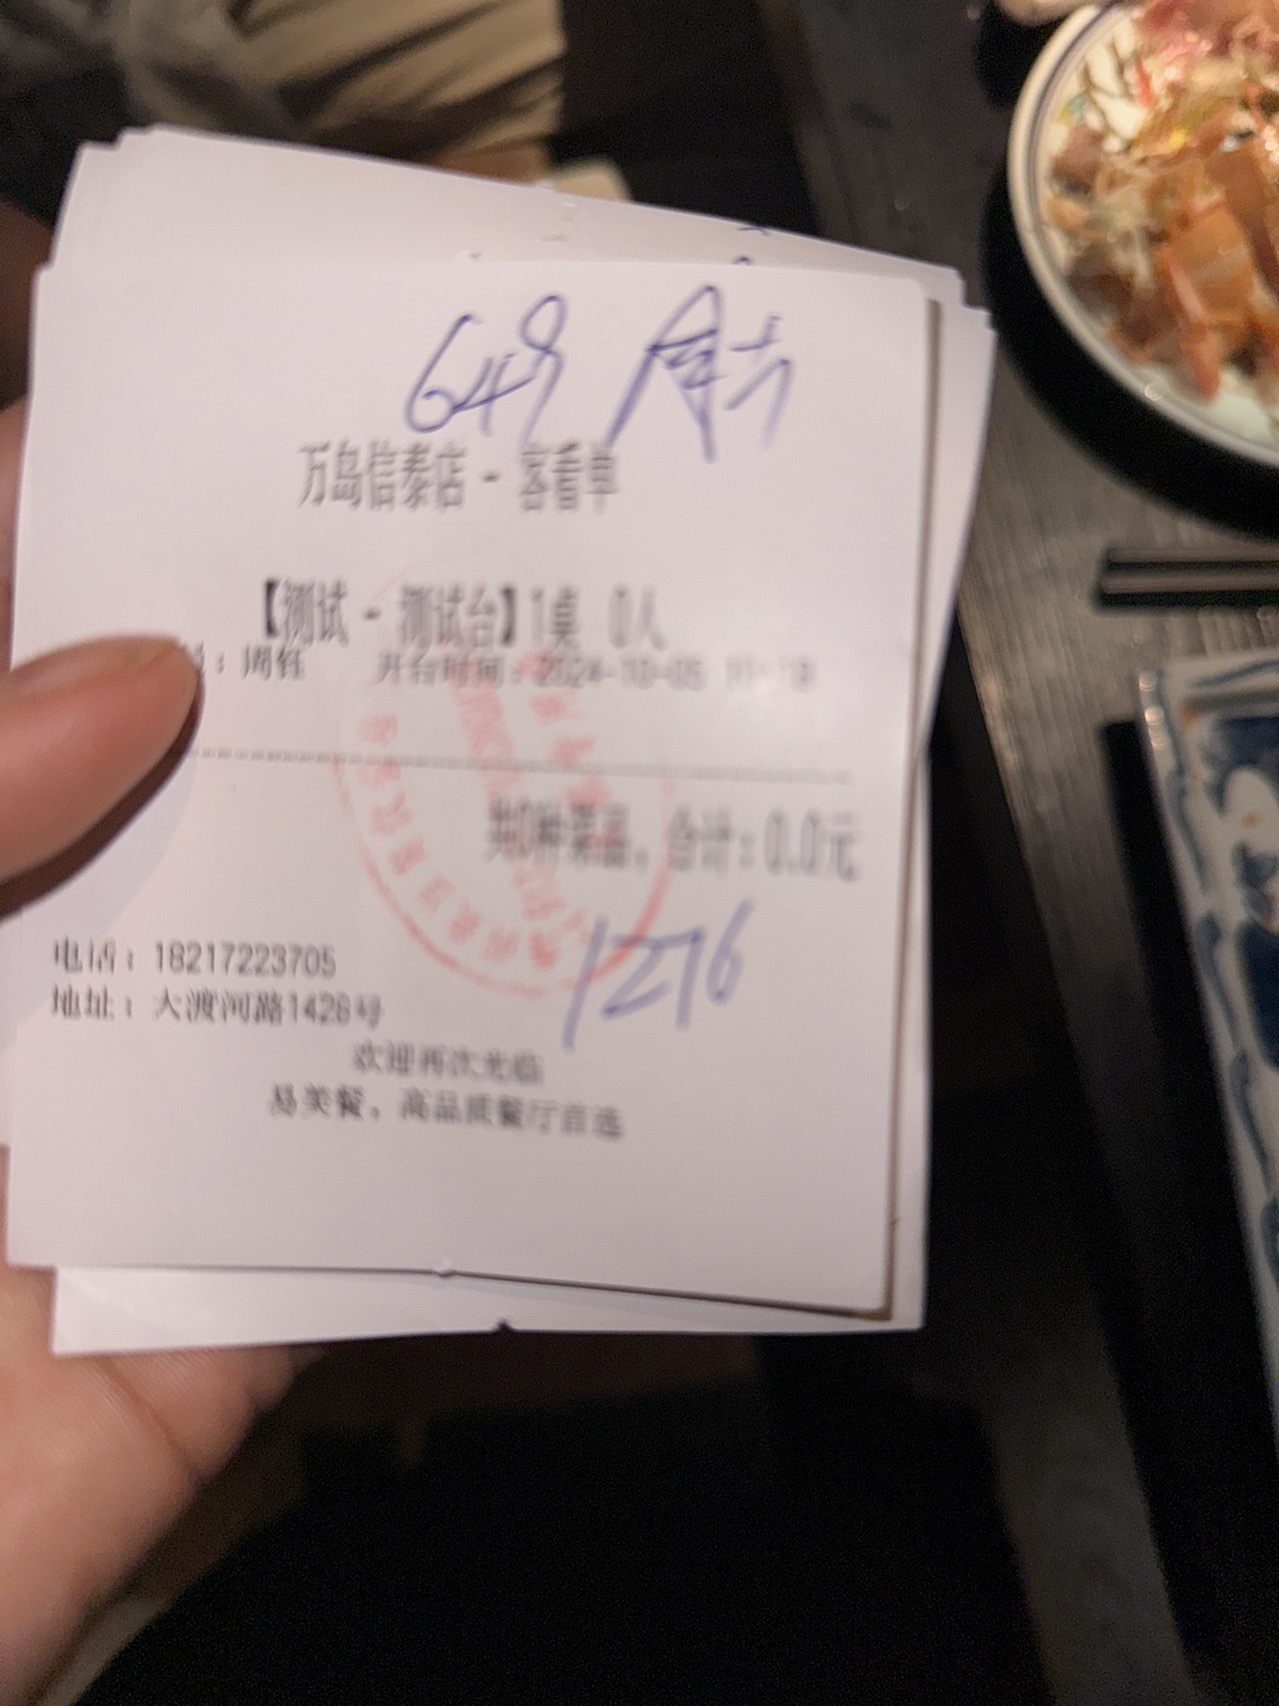 649
万岛信泰店 - 客看单
【测试 - 测试台】1桌 0人
：周钰 开台时间：2024-10-05
共0种菜品，合计：0.0元
1276
电话：18217223705
地址：大渡河路1428号
欢迎再次光临
易美餐，高品质餐厅首选